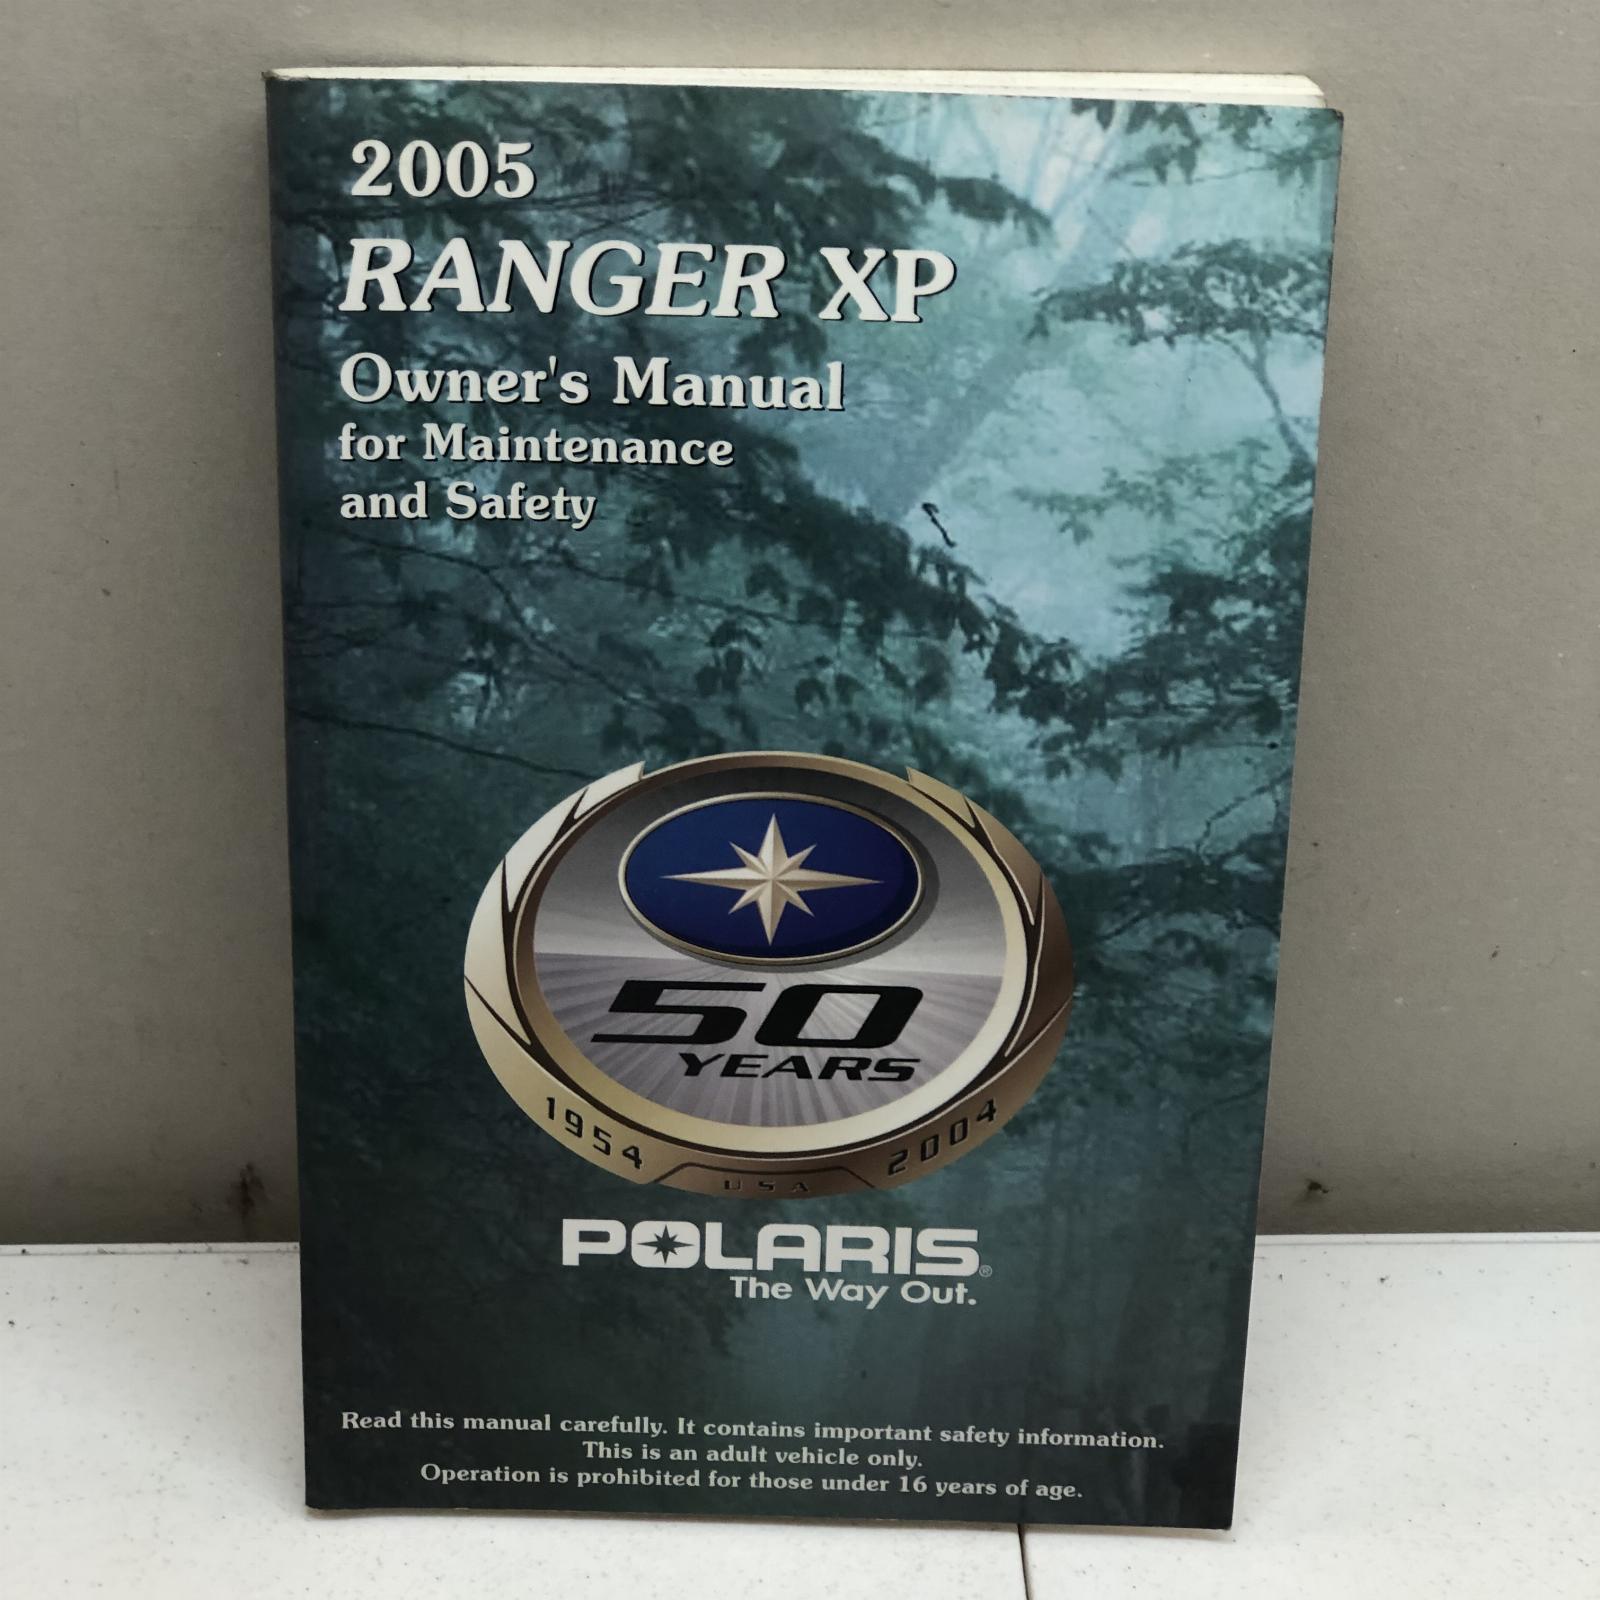 2005
RANGER XP
Owner's Manual
for Maintenance
and Safety
50
YEARS
1954 2004
USA
POLARIS®
The Way Out.
Read this manual carefully. It contains important safety information.
This is an adult vehicle only.
Operation is prohibited for those under 16 years of age.